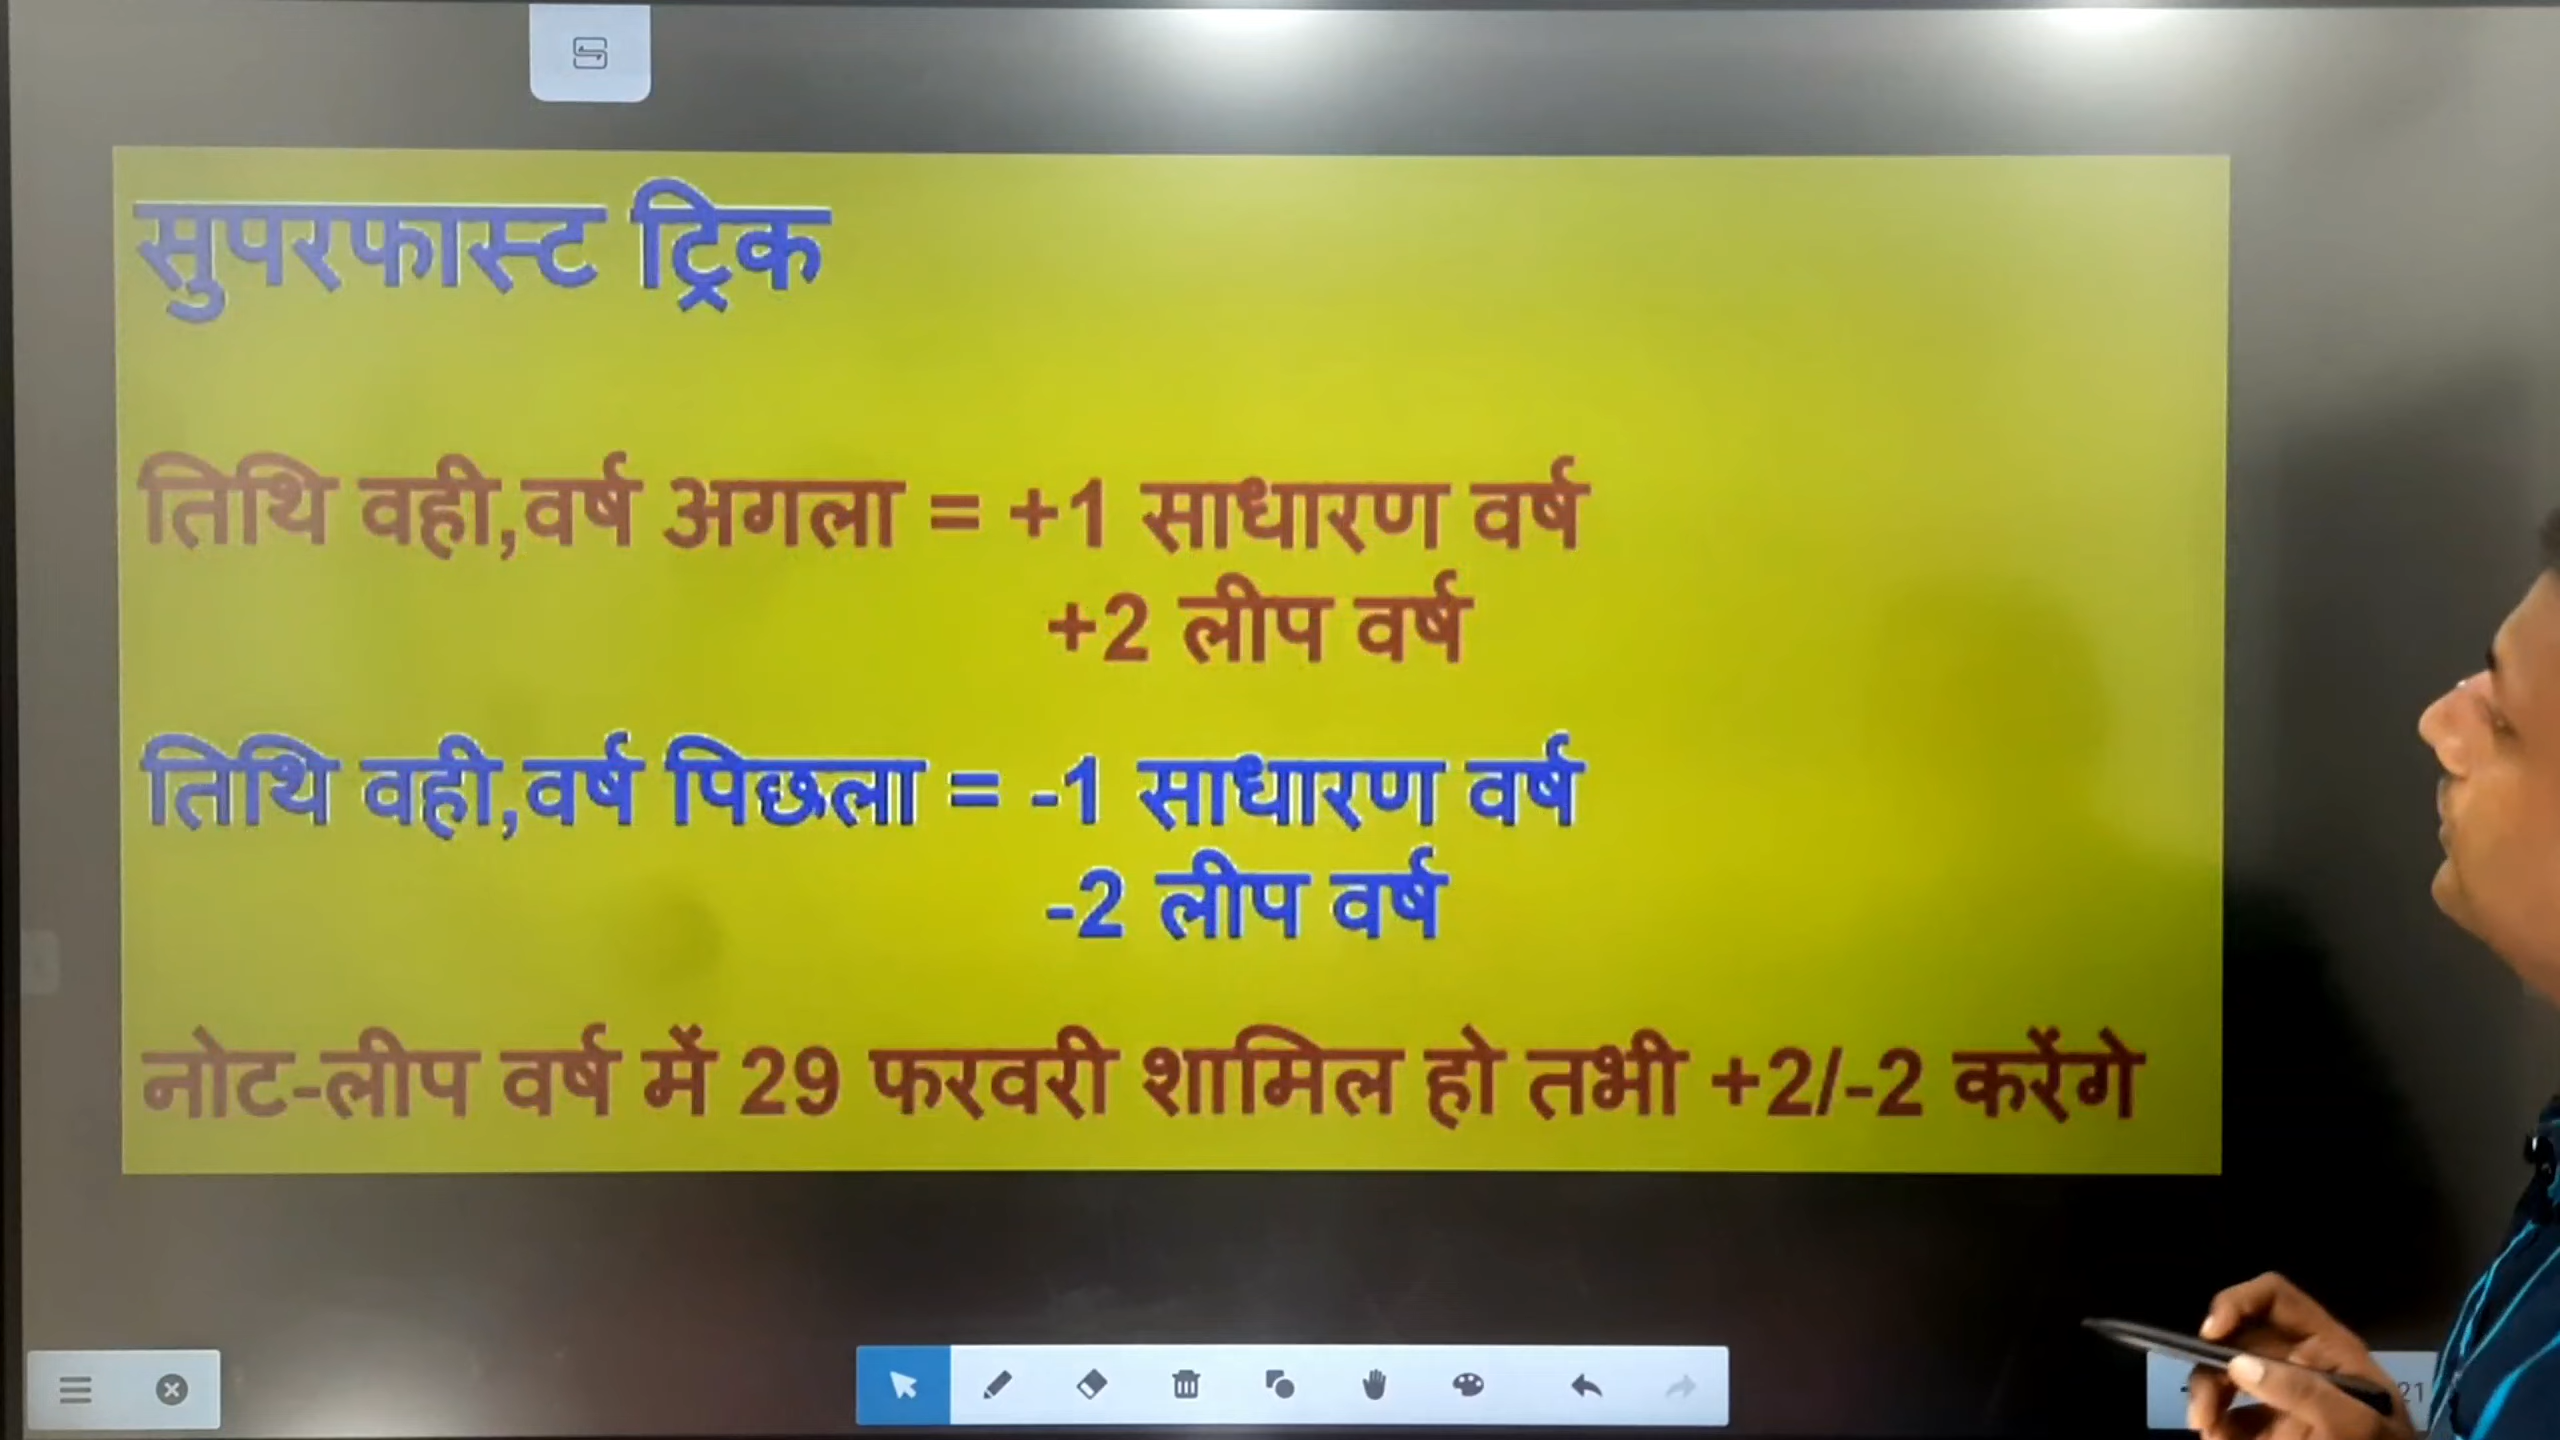 सुपरफास्ट ट्रिक
तिथि वही,वर्ष अगला = +1 साधारण वर्ष
+2 लीप वर्ष
तिथि वही,वर्ष पिछला = -1 साधारण वर्ष
-2 लीप वर्ष
नोट-लीप वर्ष में 29 फरवरी शामिल हो तभी +2/-2 करेंगे
21